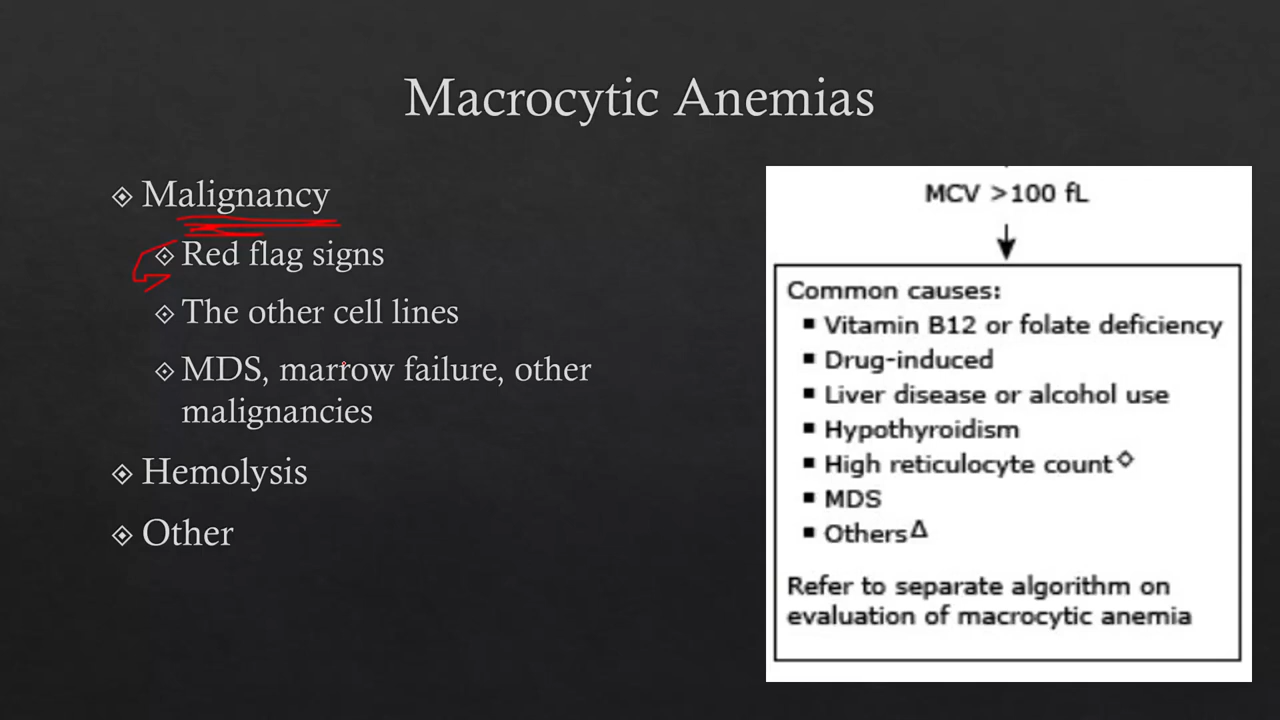 Macrocytic Anemias
Malignancy
Red flag signs
The other cell lines
MDS, marrow failure, other
malignancies
Hemolysis
Other
MCV >100 fL
Common causes:
▪ Vitamin B12 or folate deficiency
▪ Drug-induced
▪ Liver disease or alcohol use
▪ Hypothyroidism
▪ High reticulocyte count◇
▪ MDS
▪ OthersΔ
Refer to separate algorithm on
evaluation of macrocytic anemia